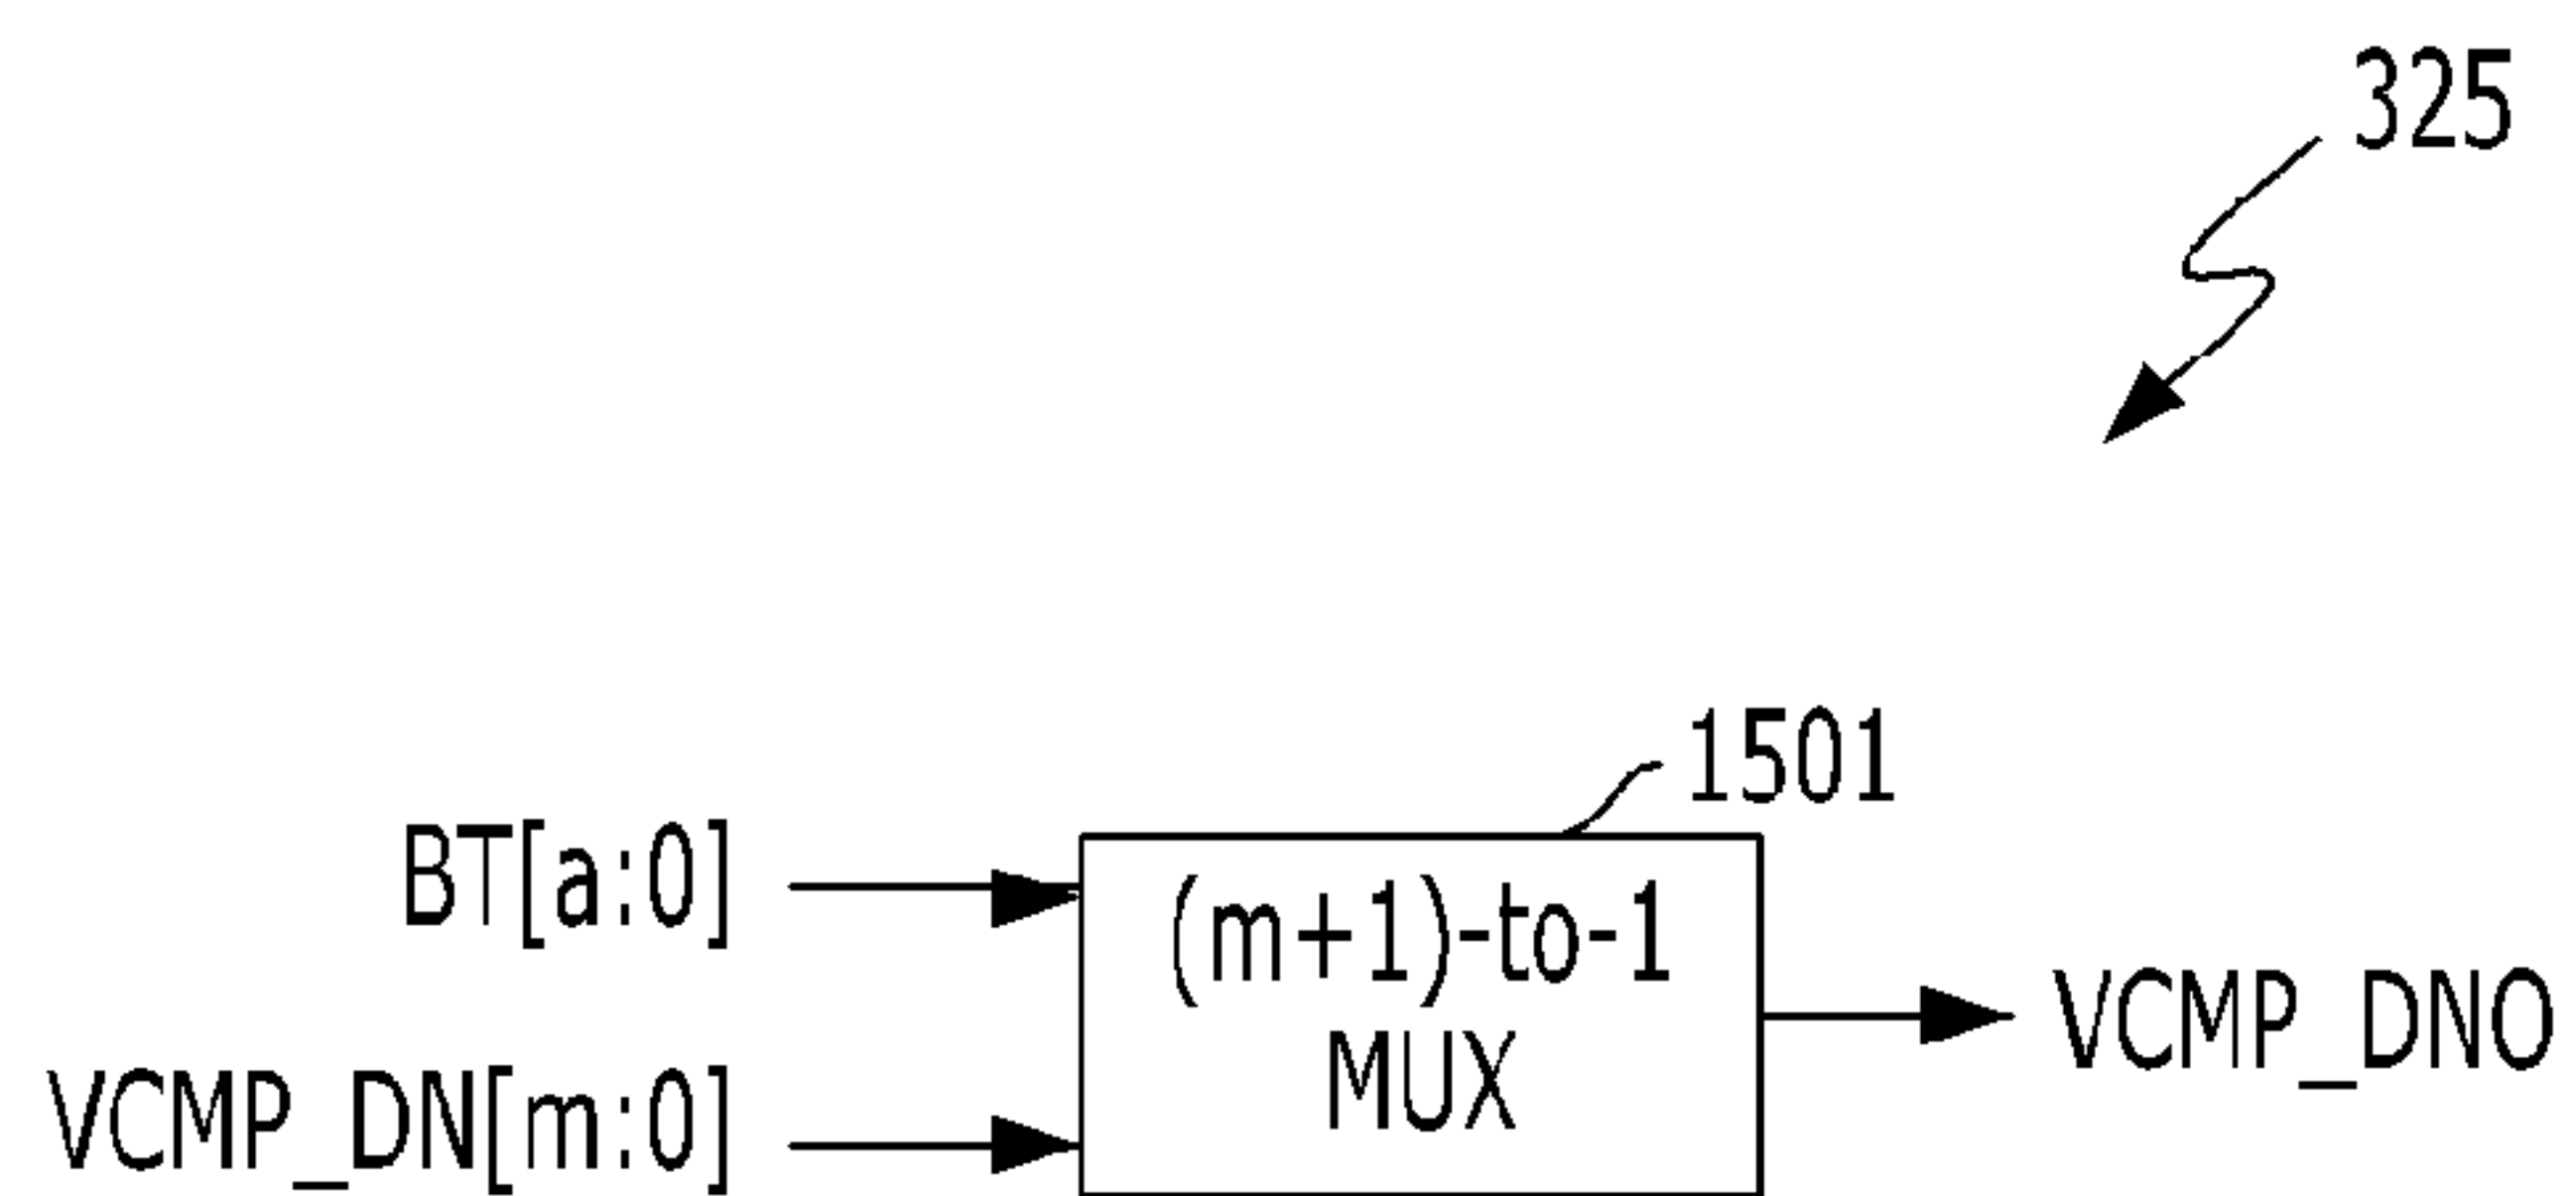 325
1501
BT[a:0]
(m+1)-to-1
MUX
VCMP_DNO
VCMP_DN[m:0]